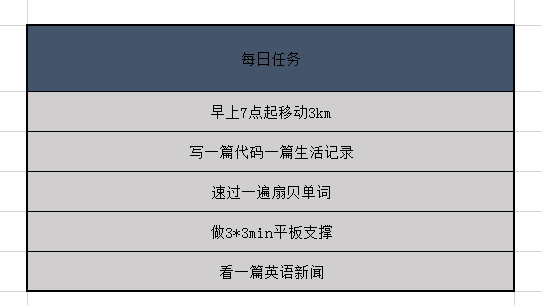 每日任务
早上7点起移动3km
写一篇代码一篇生活记录
速过一遍扇贝单词
做3*3min平板支撑
看一篇英语新闻